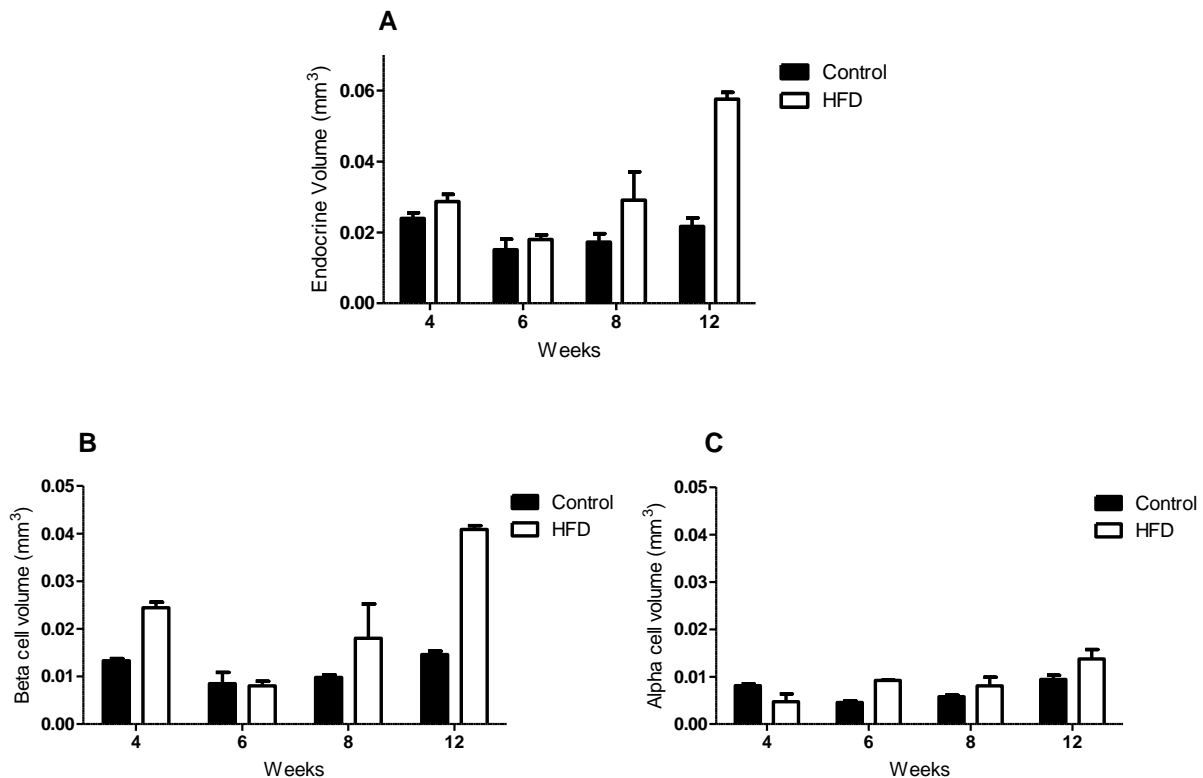 A
Endocrine Volume (mm³)
0.06
0.04
0.02
0.00
4 6 8 12
Weeks
Control
HFD
B
Beta cell volume (mm³)
0.05
0.04
0.03
0.02
0.01
0.00
4 6 8 12
Weeks
Control
HFD
C
Alpha cell volume (mm³)
0.05
0.04
0.03
0.02
0.01
0.00
4 6 8 12
Weeks
Control
HFD